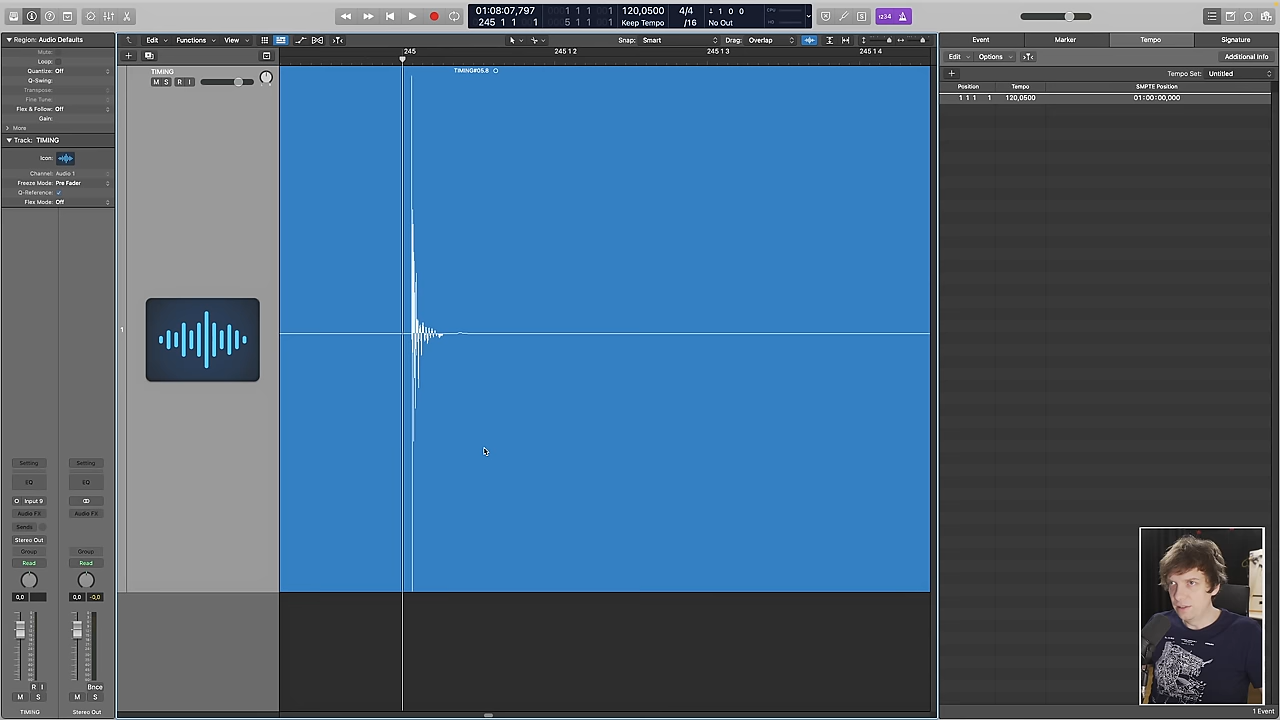 01:08:07,797
245 1 1 1
1 1 1 1
5 1 1 1
120,0500
Keep Tempo
4/4
/16
1 0 0
No Out
CPU
HD
1234
Region: Audio Defaults
Mute:
Loop:
Quantize: Off
Q-Swing:
Transpose:
Fine Tune:
Flex & Follow: Off
Gain:
More
Track: TIMING
Icon:
Channel: Audio 1
Freeze Mode: Pre Fader
Q-Reference:
Flex Mode: Off
Edit
Functions
View
Snap: Smart
Drag: Overlap
245
245 1 2
245 1 3
245 1 4
TIMING
M S R I
TIMING#05.8
1
Event
Marker
Tempo
Signature
Edit
Options
Additional Info
Tempo Set: Untitled
Position
Tempo
SMPTE Position
1 1 1 1
120,0500
01:00:00,000
Setting
Setting
EQ
EQ
Input 9
Audio FX
Audio FX
Sends
Stereo Out
Group
Group
Read
Read
0,0
0,0
-0,0
R I
Bnce
M S
M S
TIMING
Stereo Out
1 Event